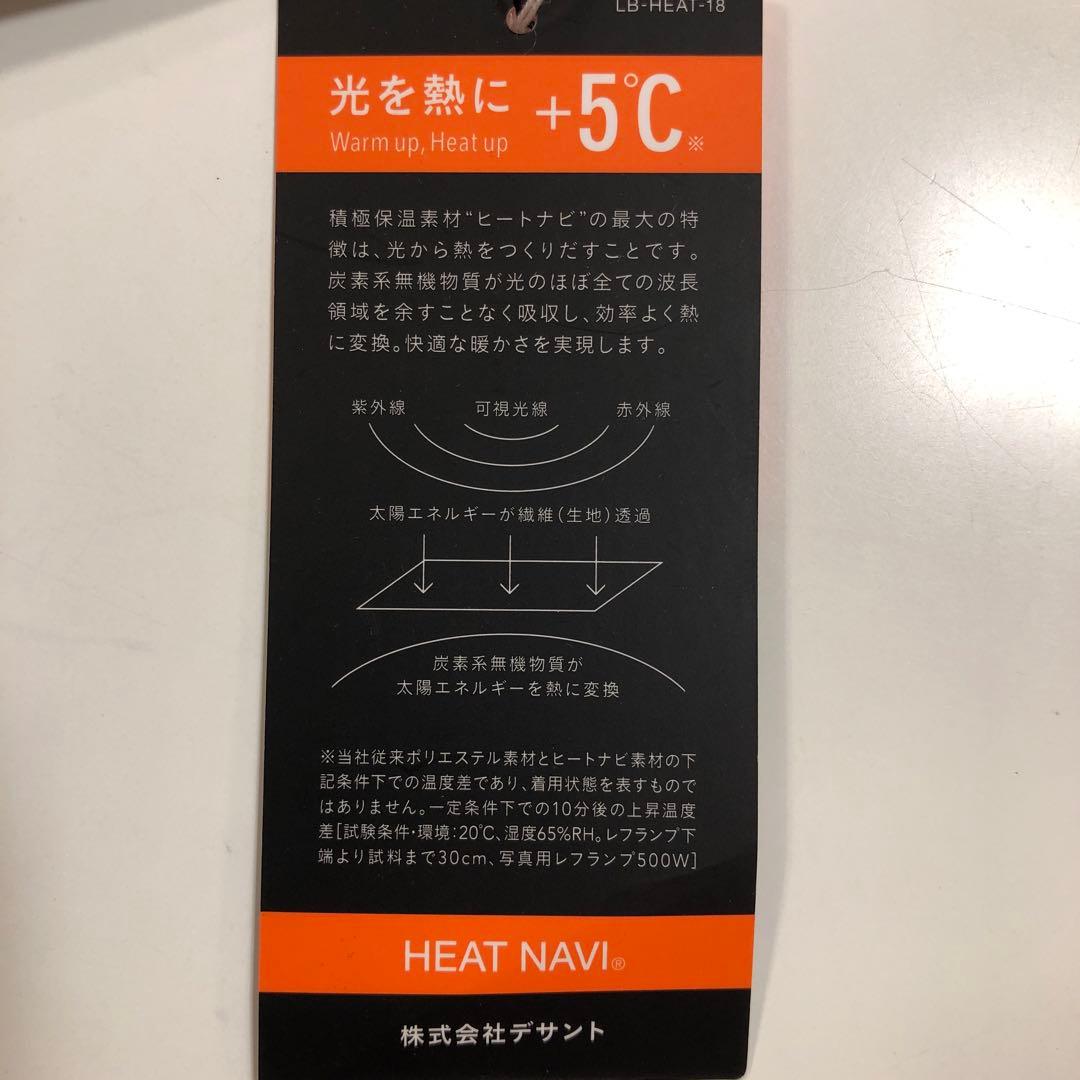 LB-HEAT-18
光を熱に +5℃※
Warm up, Heat up
積極保温素材“ヒートナビ”の最大の特
徴は、光から熱をつくりだすことです。
炭素系無機物質が光のほぼ全ての波長
領域を余すことなく吸収し、効率よく熱
に変換。快適な暖かさを実現します。
紫外線 可視光線 赤外線
太陽エネルギーが繊維(生地)透過
炭素系無機物質が
太陽エネルギーを熱に変換
※当社従来ポリエステル素材とヒートナビ素材の下
記条件下での温度差であり、着用状態を表すもので
はありません。一定条件下での10分後の上昇温度
差[試験条件・環境:20℃、湿度65%RH。レフランプ下
端より試料まで30cm、写真用レフランプ500W]
HEAT NAVI®
株式会社デサント